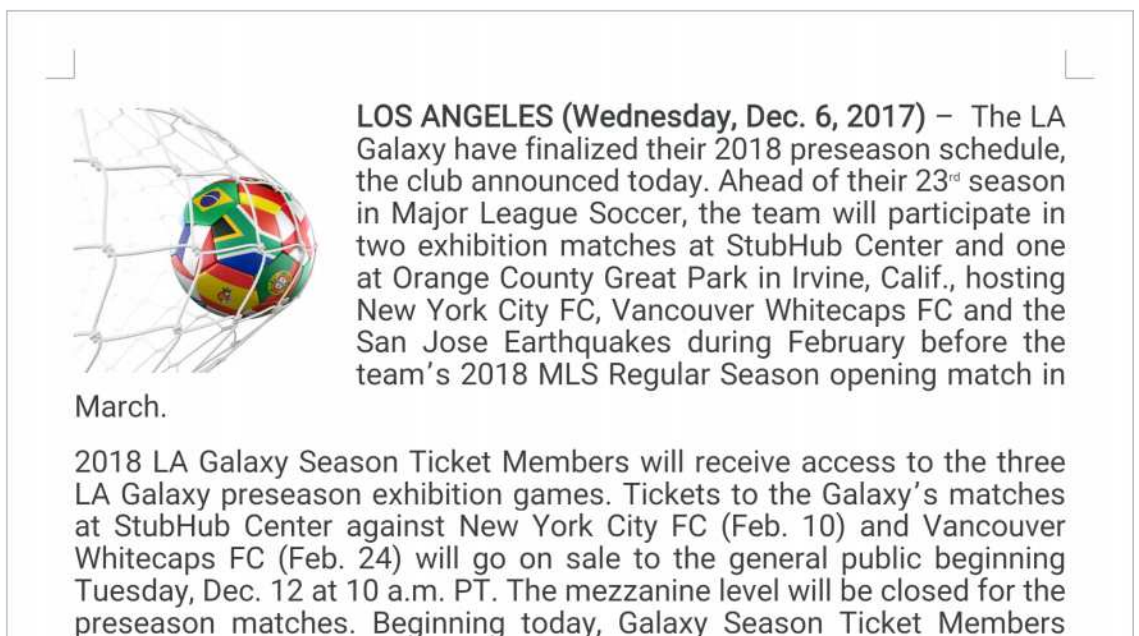 LOS ANGELES (Wednesday, Dec. 6, 2017) – The LA
Galaxy have finalized their 2018 preseason schedule,
the club announced today. Ahead of their 23rd season
in Major League Soccer, the team will participate in
two exhibition matches at StubHub Center and one
at Orange County Great Park in Irvine, Calif., hosting
New York City FC, Vancouver Whitecaps FC and the
San Jose Earthquakes during February before the
team’s 2018 MLS Regular Season opening match in
March.
2018 LA Galaxy Season Ticket Members will receive access to the three
LA Galaxy preseason exhibition games. Tickets to the Galaxy’s matches
at StubHub Center against New York City FC (Feb. 10) and Vancouver
Whitecaps FC (Feb. 24) will go on sale to the general public beginning
Tuesday, Dec. 12 at 10 a.m. PT. The mezzanine level will be closed for the
preseason matches. Beginning today, Galaxy Season Ticket Members